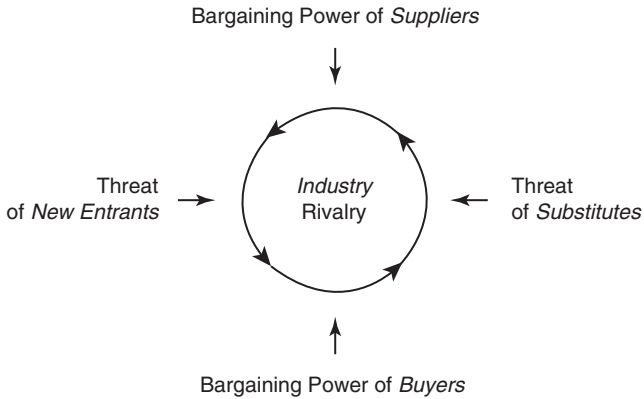 Bargaining Power of Suppliers
Threat
of New Entrants
Industry
Rivalry
Threat
of Substitutes
Bargaining Power of Buyers